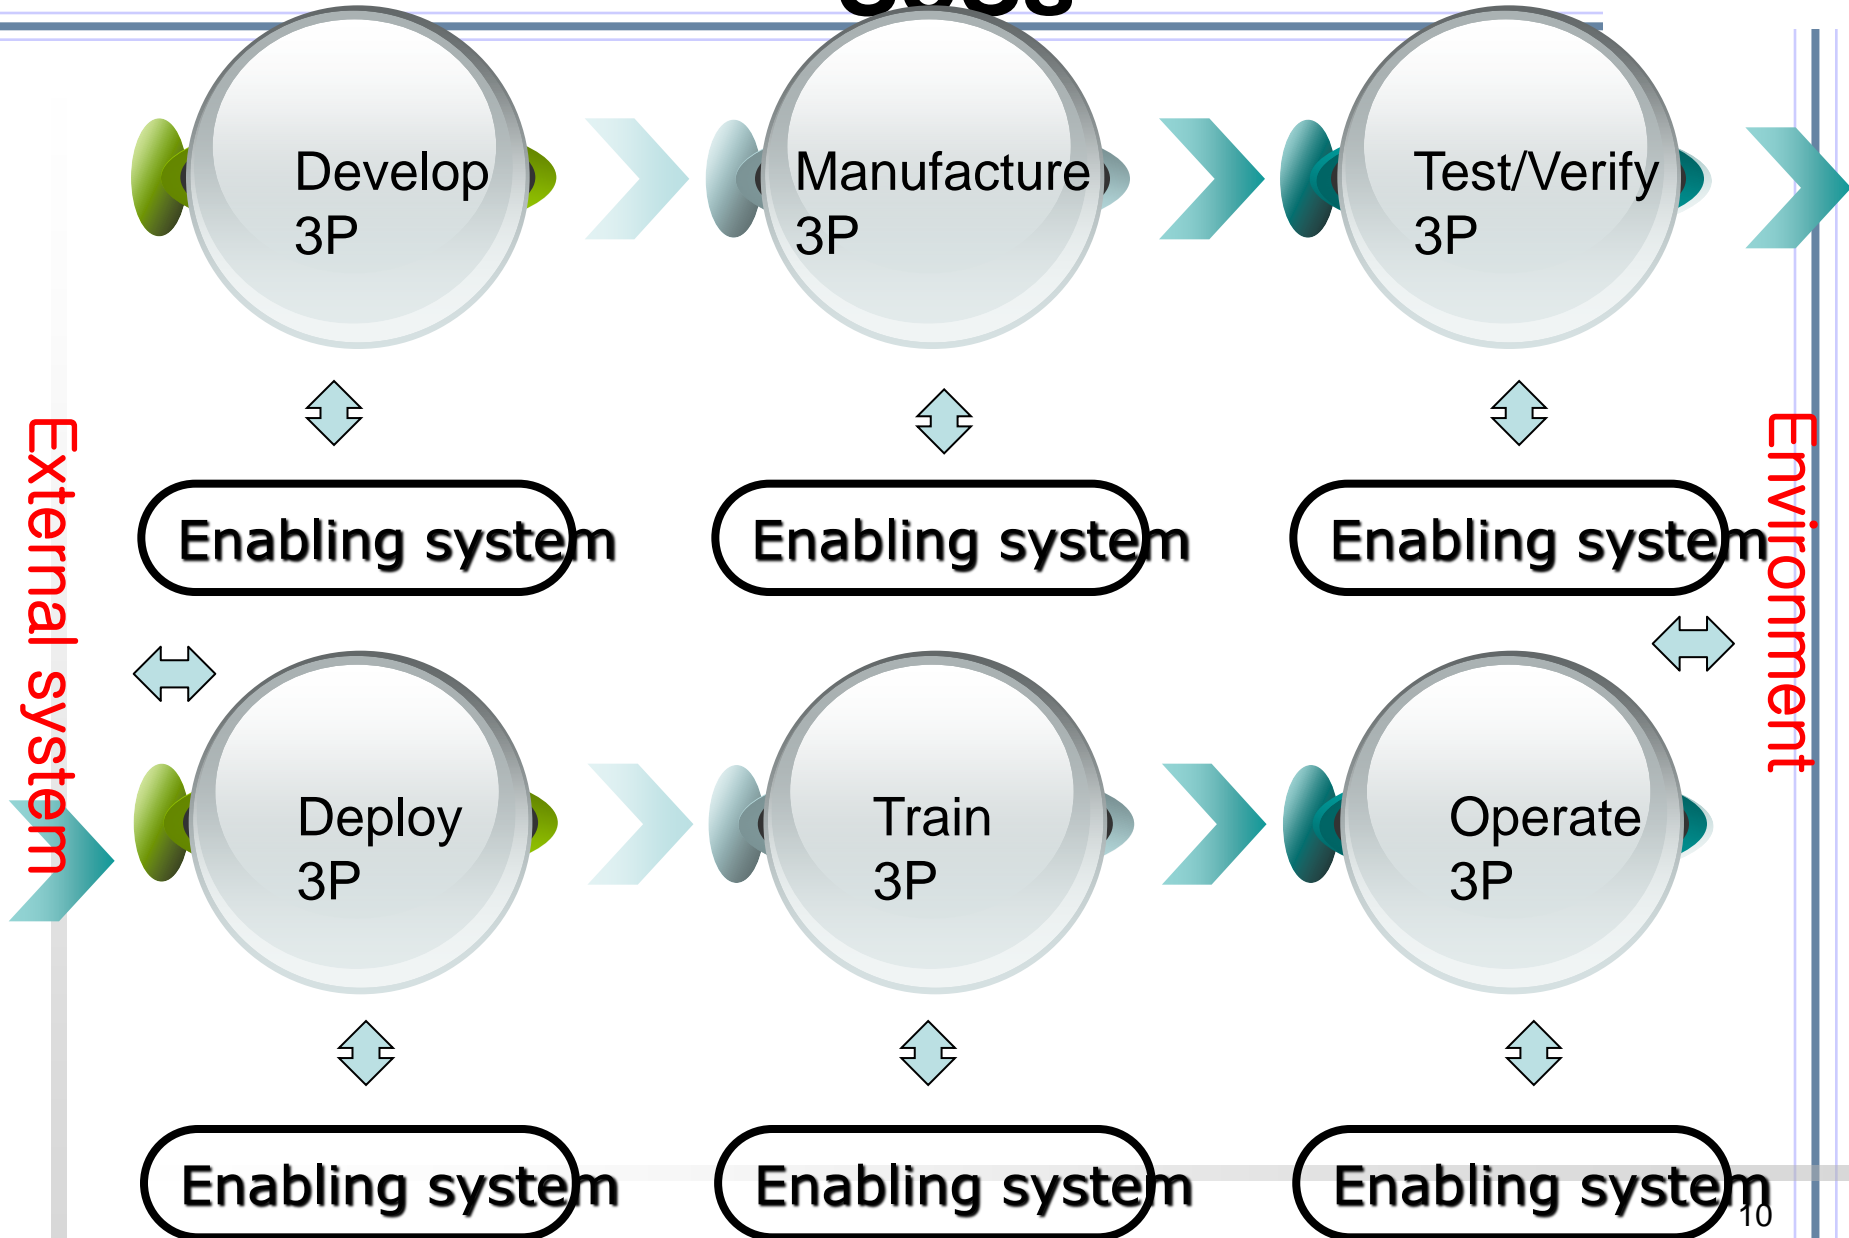 Develop
3P
Manufacture
3P
Test/Verify
3P
Enabling system
Enabling system
Enabling system
External system
Environment
Deploy
3P
Train
3P
Operate
3P
Enabling system
Enabling system
Enabling system
10